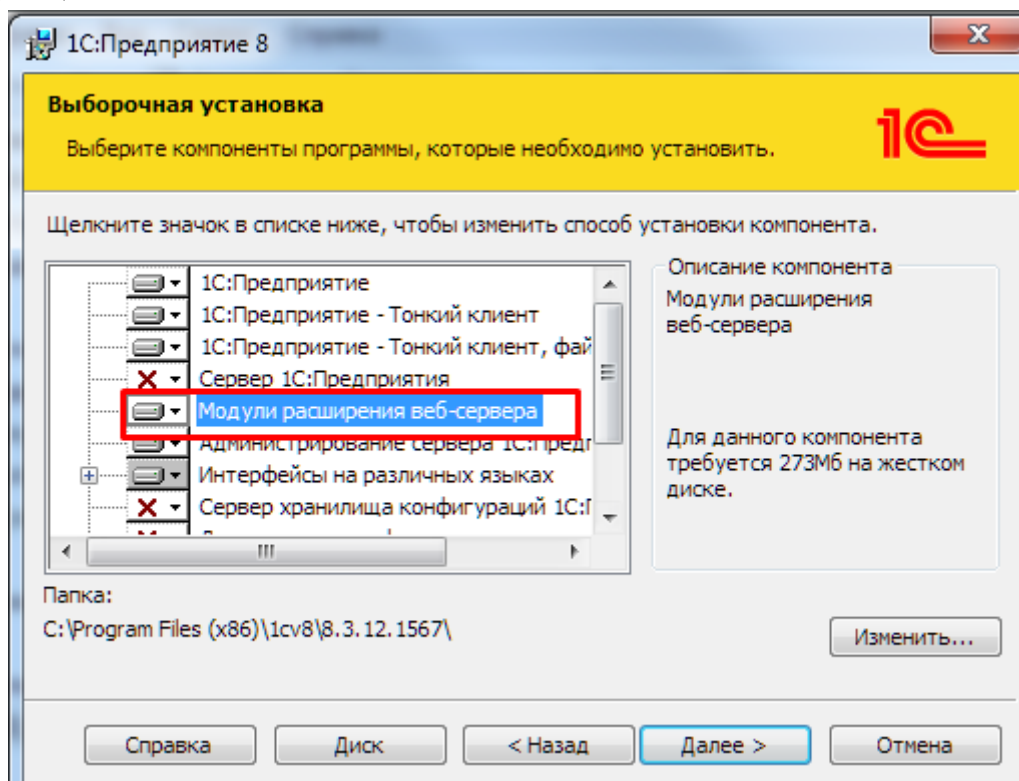 1С:Предприятие 8
Выборочная установка
Выберите компоненты программы, которые необходимо установить.
1С
Щелкните значок в списке ниже, чтобы изменить способ установки компонента.
1С:Предприятие
1С:Предприятие - Тонкий клиент
1С:Предприятие - Тонкий клиент, фай
Сервер 1С:Предприятия
Модули расширения веб-сервера
Администрирование сервера 1С:Предп
Интерфейсы на различных языках
Сервер хранилища конфигураций 1С:П
Описание компонента
Модули расширения
веб-сервера
Для данного компонента
требуется 273Мб на жестком
диске.
Папка:
C:\Program Files (x86)\1cv8\8.3.12.1567\
Изменить...
Справка
Диск
< Назад
Далее >
Отмена